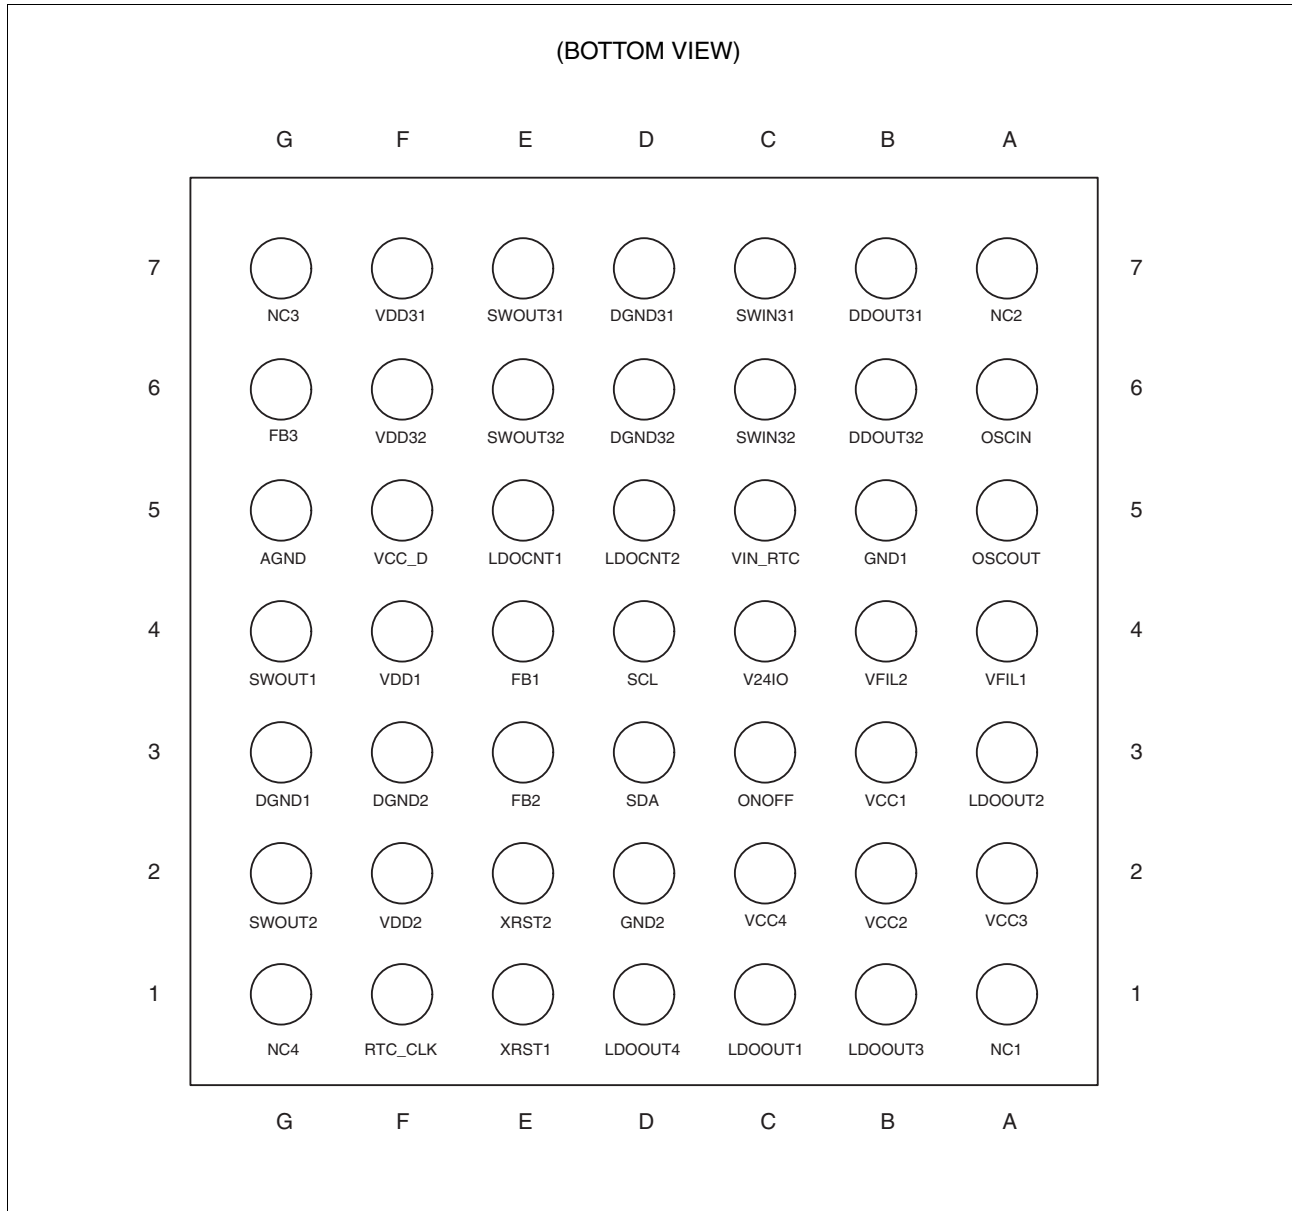 (BOTTOM VIEW)
G F E D C B A
7 7
NC3 VDD31 SWOUT31 DGND31 SWIN31 DDOUT31 NC2
6 6
FB3 VDD32 SWOUT32 DGND32 SWIN32 DDOUT32 OSCIN
5 5
AGND VCC_D LDOCNT1 LDOCNT2 VIN_RTC GND1 OSCOUT
4 4
SWOUT1 VDD1 FB1 SCL V24IO VFIL2 VFIL1
3 3
DGND1 DGND2 FB2 SDA ONOFF VCC1 LDOOUT2
2 2
SWOUT2 VDD2 XRST2 GND2 VCC4 VCC2 VCC3
1 1
NC4 RTC_CLK XRST1 LDOOUT4 LDOOUT1 LDOOUT3 NC1
G F E D C B A